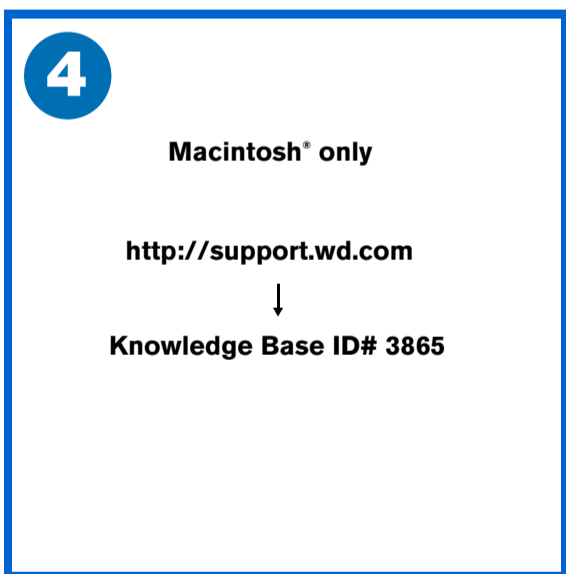 4
Macintosh® only
http://support.wd.com
↓
Knowledge Base ID# 3865